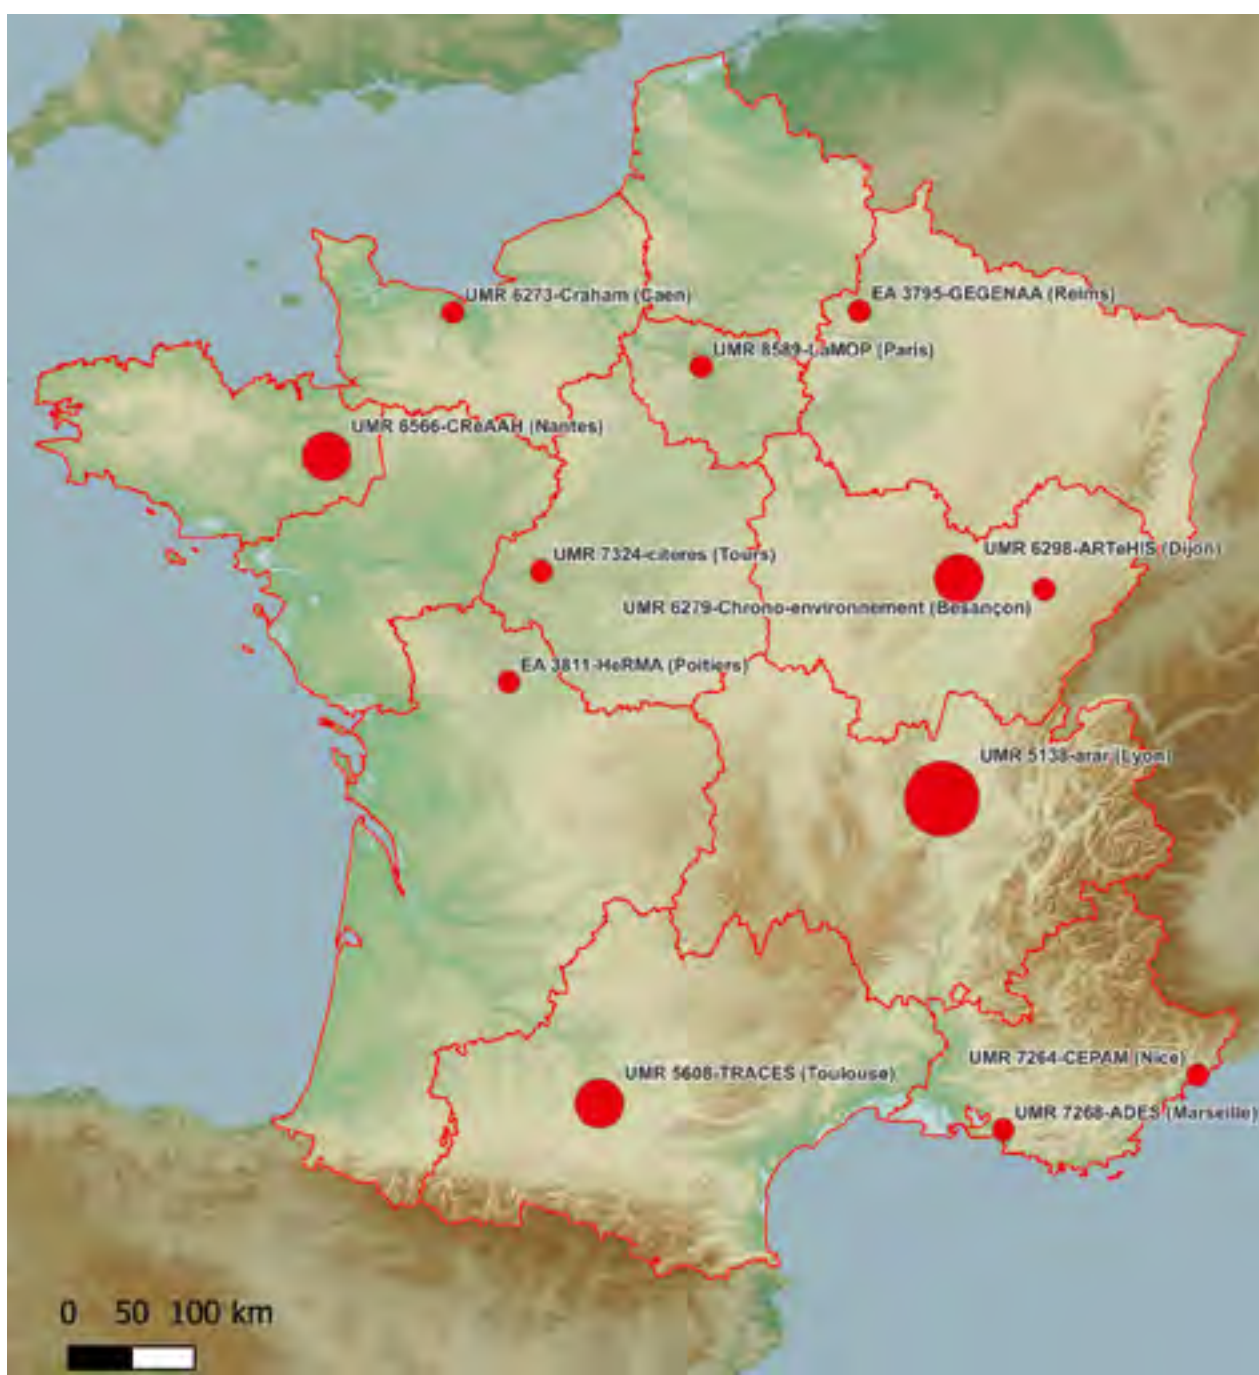 UMR 6273-Craham (Caen)
EA 3795-GEGENAA (Reims)
UMR 8589-LaMOP (Paris)
UMR 6566-CReAAH (Nantes)
UMR 7324-citeres (Tours)
UMR 6298-ARTeHIS (Dijon)
UMR 6279-Chrono-environnement (Besançon)
EA 3811-HeRMA (Poitiers)
UMR 5138-arar (Lyon)
UMR 7264-CEPAM (Nice)
UMR 5608-TRACES (Toulouse)
UMR 7268-ADES (Marseille)
0 50 100 km